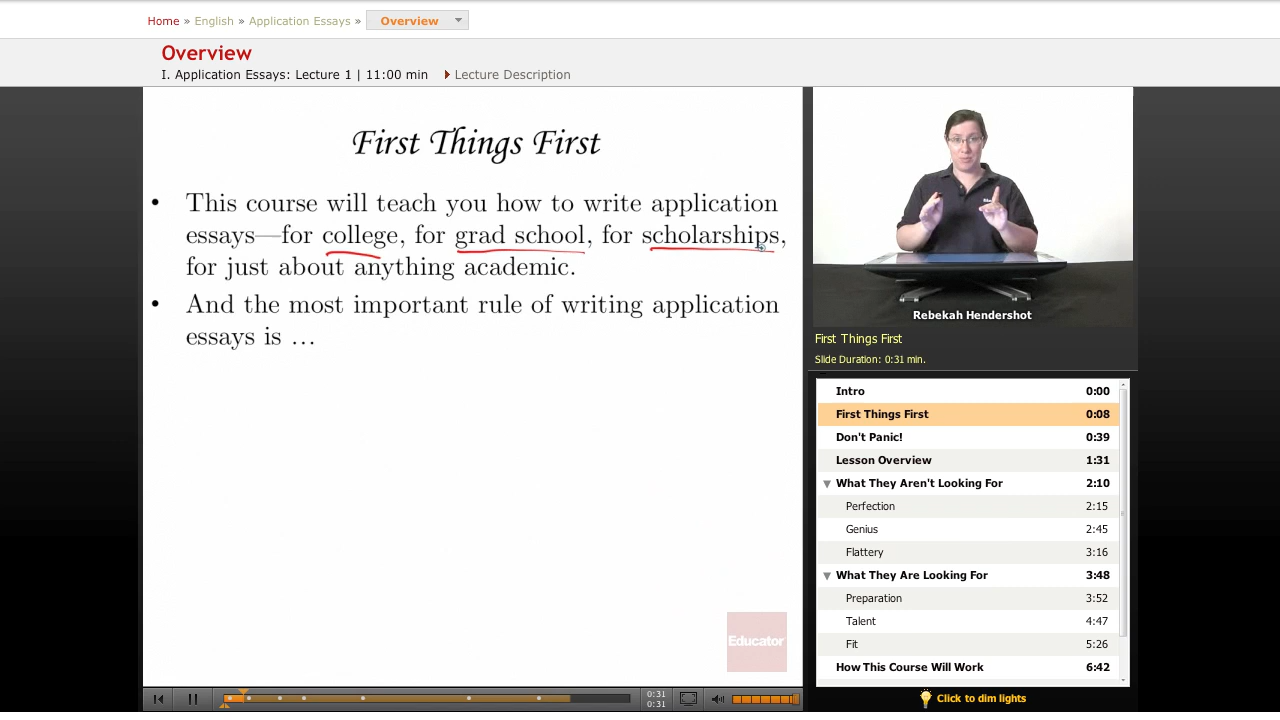 Home » English » Application Essays » Overview
Overview
I. Application Essays: Lecture 1 | 11:00 min Lecture Description
First Things First
• This course will teach you how to write application
essays—for college, for grad school, for scholarships,
for just about anything academic.
• And the most important rule of writing application
essays is ...
Educator
0:31
0:31
Rebekah Hendershot
First Things First
Slide Duration: 0:31 min.
Intro 0:00
First Things First 0:08
Don't Panic! 0:39
Lesson Overview 1:31
What They Aren't Looking For 2:10
Perfection 2:15
Genius 2:45
Flattery 3:16
What They Are Looking For 3:48
Preparation 3:52
Talent 4:47
Fit 5:26
How This Course Will Work 6:42
Click to dim lights